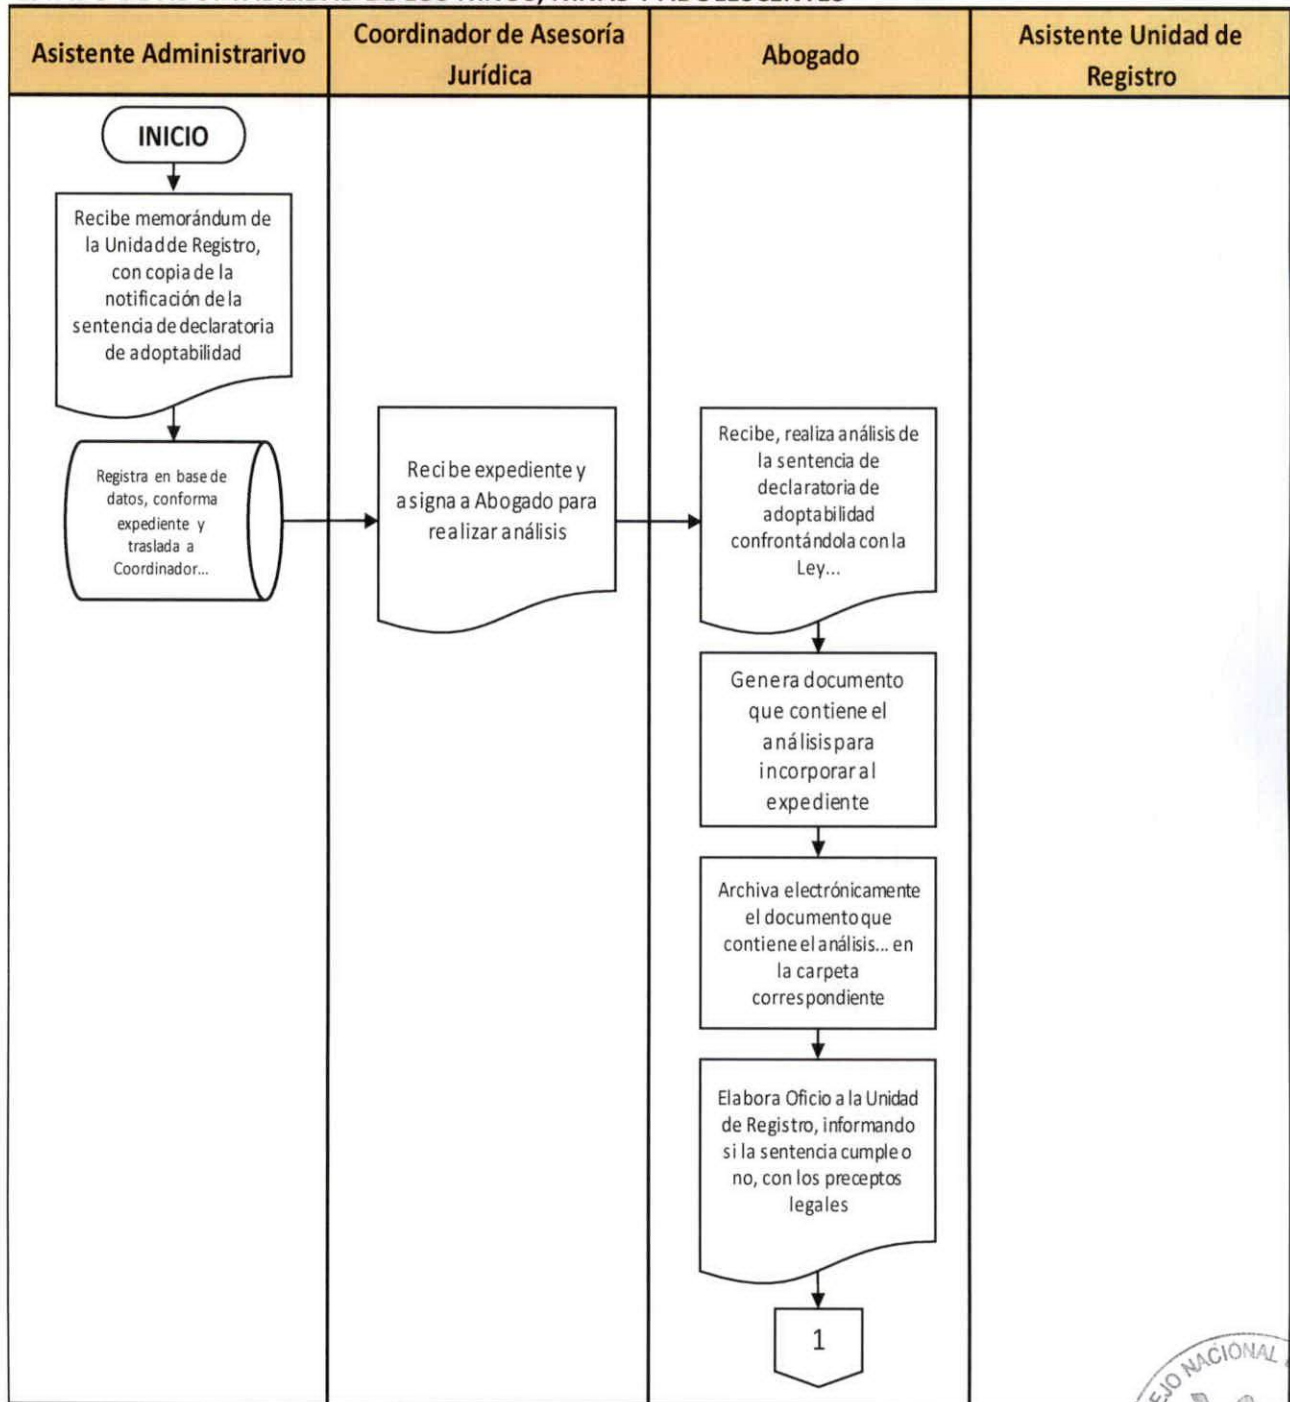 Asistente Administrarivo
Coordinador de Asesoría
Jurídica
Abogado
Asistente Unidad de
Registro
INICIO
Recibe memorándum de
la Unidad de Registro,
con copia de la
notificación de la
sentencia de declaratoria
de adoptabilidad
Registra en base de
datos, conforma
expediente y
traslada a
Coordinador...
Recibe expediente y
asigna a Abogado para
realizar análisis
Recibe, realiza análisis de
la sentencia de
declaratoria de
adoptabilidad
confrontándola con la
Ley...
Genera documento
que contiene el
análisis para
incorporar al
expediente
Archiva electrónicamente
el documento que
contiene el análisis... en
la carpeta
correspondiente
Elabora Oficio a la Unidad
de Registro, informando
si la sentencia cumple o
no, con los preceptos
legales
1
NACIONAL